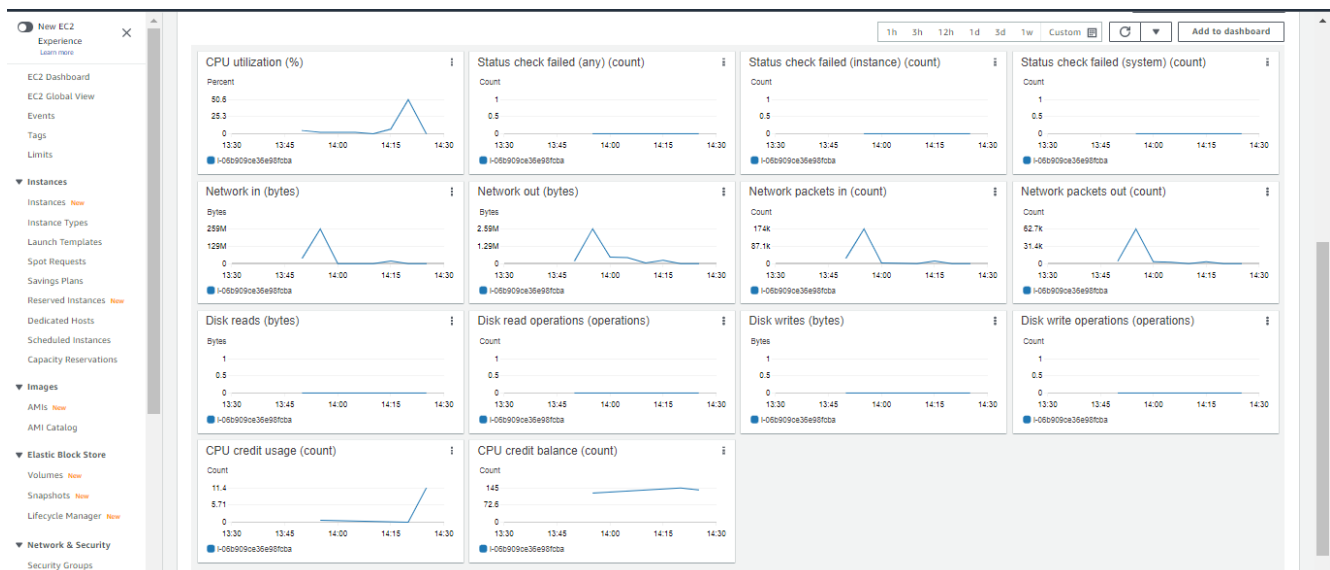 New EC2
Experience
Learn more
EC2 Dashboard
EC2 Global View
Events
Tags
Limits
Instances
Instances New
Instance Types
Launch Templates
Spot Requests
Savings Plans
Reserved Instances New
Dedicated Hosts
Scheduled Instances
Capacity Reservations
Images
AMIs New
AMI Catalog
Elastic Block Store
Volumes New
Snapshots New
Lifecycle Manager New
Network & Security
Security Groups
1h 3h 12h 1d 3d 1w Custom Add to dashboard
CPU utilization (%)
Percent
50.6
25.3
0
13:30 13:45 14:00 14:15 14:30
i-06b909ce36e98fcba
Status check failed (any) (count)
Count
1
0.5
0
13:30 13:45 14:00 14:15 14:30
i-06b909ce36e98fcba
Status check failed (instance) (count)
Count
1
0.5
0
13:30 13:45 14:00 14:15 14:30
i-06b909ce36e98fcba
Status check failed (system) (count)
Count
1
0.5
0
13:30 13:45 14:00 14:15 14:30
i-06b909ce36e98fcba
Network in (bytes)
Bytes
259M
129M
0
13:30 13:45 14:00 14:15 14:30
i-06b909ce36e98fcba
Network out (bytes)
Bytes
2.59M
1.29M
0
13:30 13:45 14:00 14:15 14:30
i-06b909ce36e98fcba
Network packets in (count)
Count
174k
87.1k
0
13:30 13:45 14:00 14:15 14:30
i-06b909ce36e98fcba
Network packets out (count)
Count
62.7k
31.4k
0
13:30 13:45 14:00 14:15 14:30
i-06b909ce36e98fcba
Disk reads (bytes)
Bytes
1
0.5
0
13:30 13:45 14:00 14:15 14:30
i-06b909ce36e98fcba
Disk read operations (operations)
Count
1
0.5
0
13:30 13:45 14:00 14:15 14:30
i-06b909ce36e98fcba
Disk writes (bytes)
Bytes
1
0.5
0
13:30 13:45 14:00 14:15 14:30
i-06b909ce36e98fcba
Disk write operations (operations)
Count
1
0.5
0
13:30 13:45 14:00 14:15 14:30
i-06b909ce36e98fcba
CPU credit usage (count)
Count
11.4
5.71
0
13:30 13:45 14:00 14:15 14:30
i-06b909ce36e98fcba
CPU credit balance (count)
Count
145
72.6
0
13:30 13:45 14:00 14:15 14:30
i-06b909ce36e98fcba